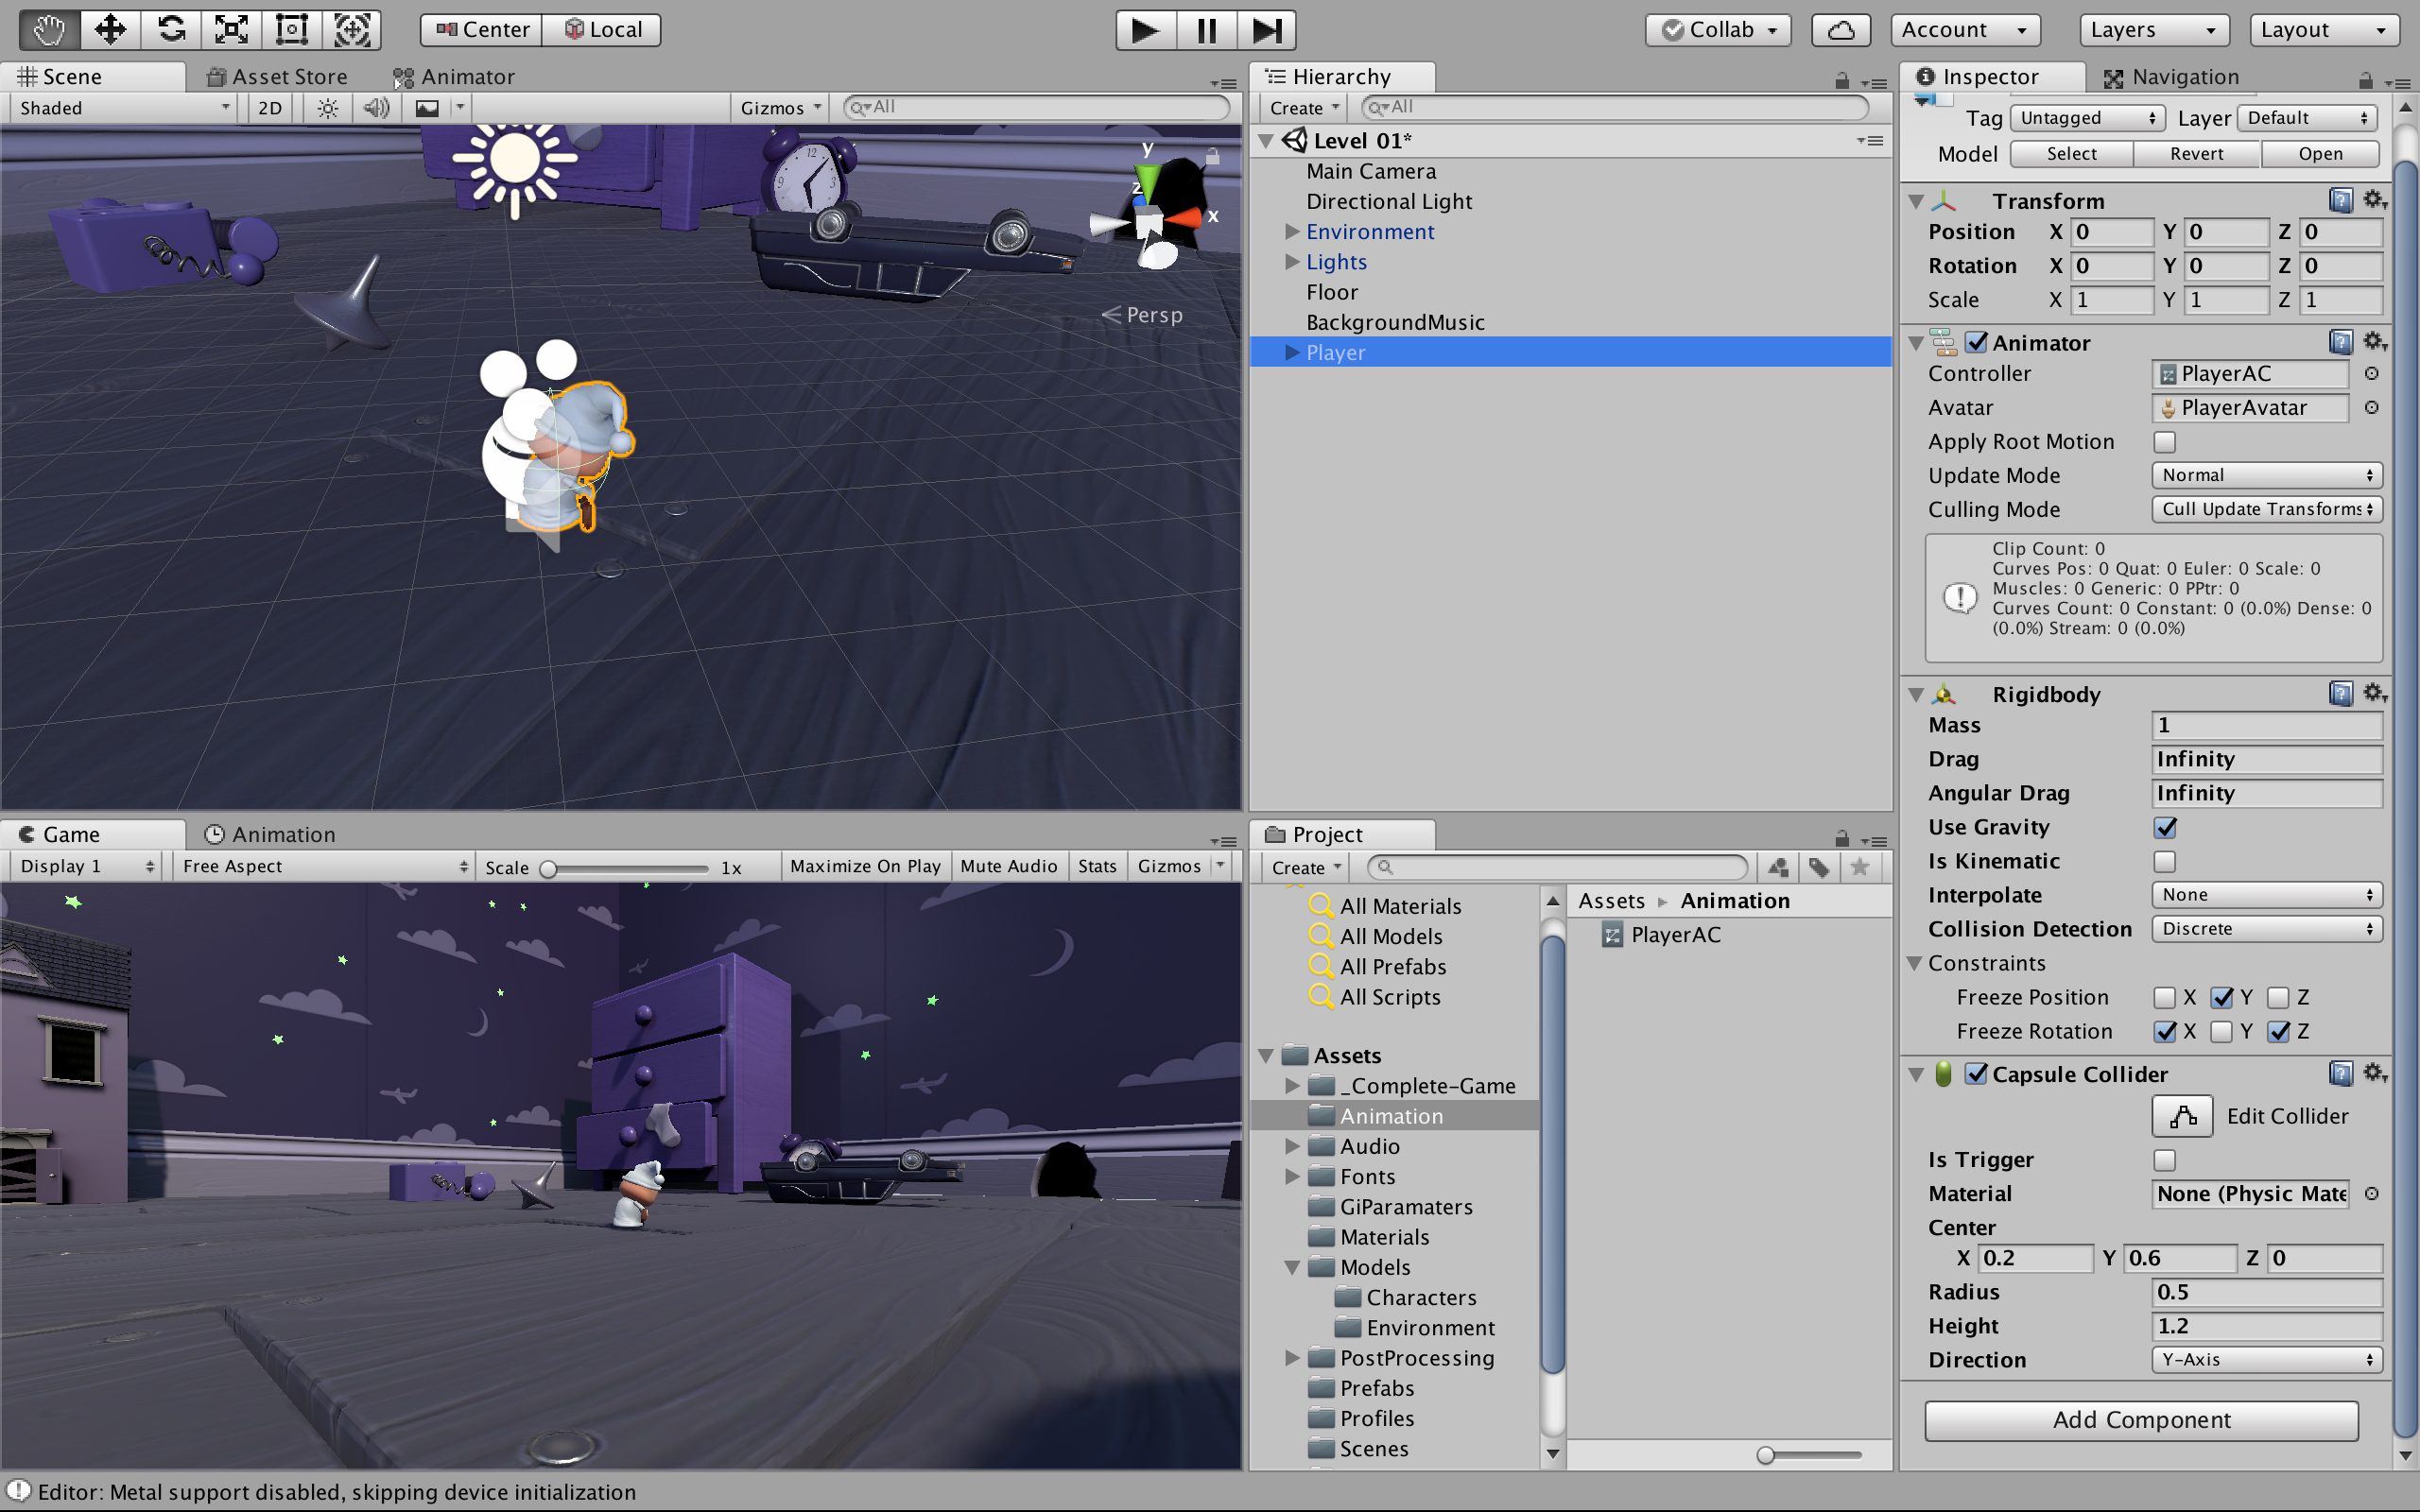 Center Local Collab Account Layers Layout
Scene Asset Store Animator
Shaded 2D Gizmos All
y
z
x
Persp
12
3
9
Hierarchy
Create All
Level 01*
Main Camera
Directional Light
Environment
Lights
Floor
BackgroundMusic
Player
Game Animation
Display 1 Free Aspect Scale 1x Maximize On Play Mute Audio Stats Gizmos
Project
Create
All Materials
All Models
All Prefabs
All Scripts
Assets
_Complete-Game
Animation
Audio
Fonts
GiParamaters
Materials
Models
Characters
Environment
PostProcessing
Prefabs
Profiles
Scenes
Assets Animation
PlayerAC
Inspector Navigation
Tag Untagged Layer Default
Model Select Revert Open
Transform
Position X 0 Y 0 Z 0
Rotation X 0 Y 0 Z 0
Scale X 1 Y 1 Z 1
Animator
Controller PlayerAC
Avatar PlayerAvatar
Apply Root Motion
Update Mode Normal
Culling Mode Cull Update Transforms
Clip Count: 0
Curves Pos: 0 Quat: 0 Euler: 0 Scale: 0
Muscles: 0 Generic: 0 PPtr: 0
Curves Count: 0 Constant: 0 (0.0%) Dense: 0
(0.0%) Stream: 0 (0.0%)
Rigidbody
Mass 1
Drag Infinity
Angular Drag Infinity
Use Gravity
Is Kinematic
Interpolate None
Collision Detection Discrete
Constraints
Freeze Position X Y Z
Freeze Rotation X Y Z
Capsule Collider
Edit Collider
Is Trigger
Material None (Physic Mate
Center
X 0.2 Y 0.6 Z 0
Radius 0.5
Height 1.2
Direction Y-Axis
Add Component
Editor: Metal support disabled, skipping device initialization